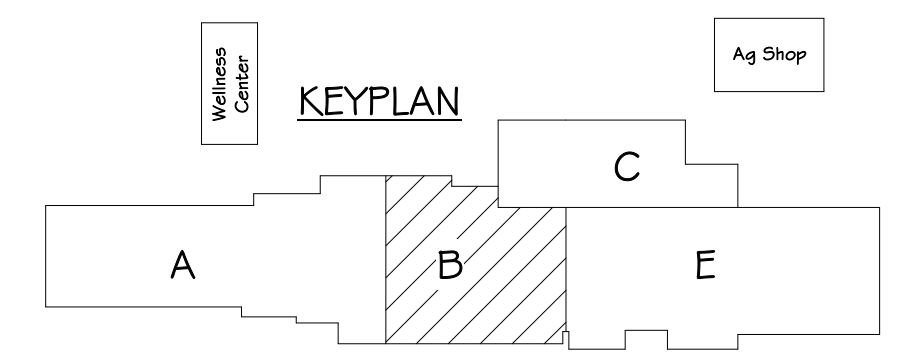 Wellness
Center
Ag Shop
KEYPLAN
C
A
B
E